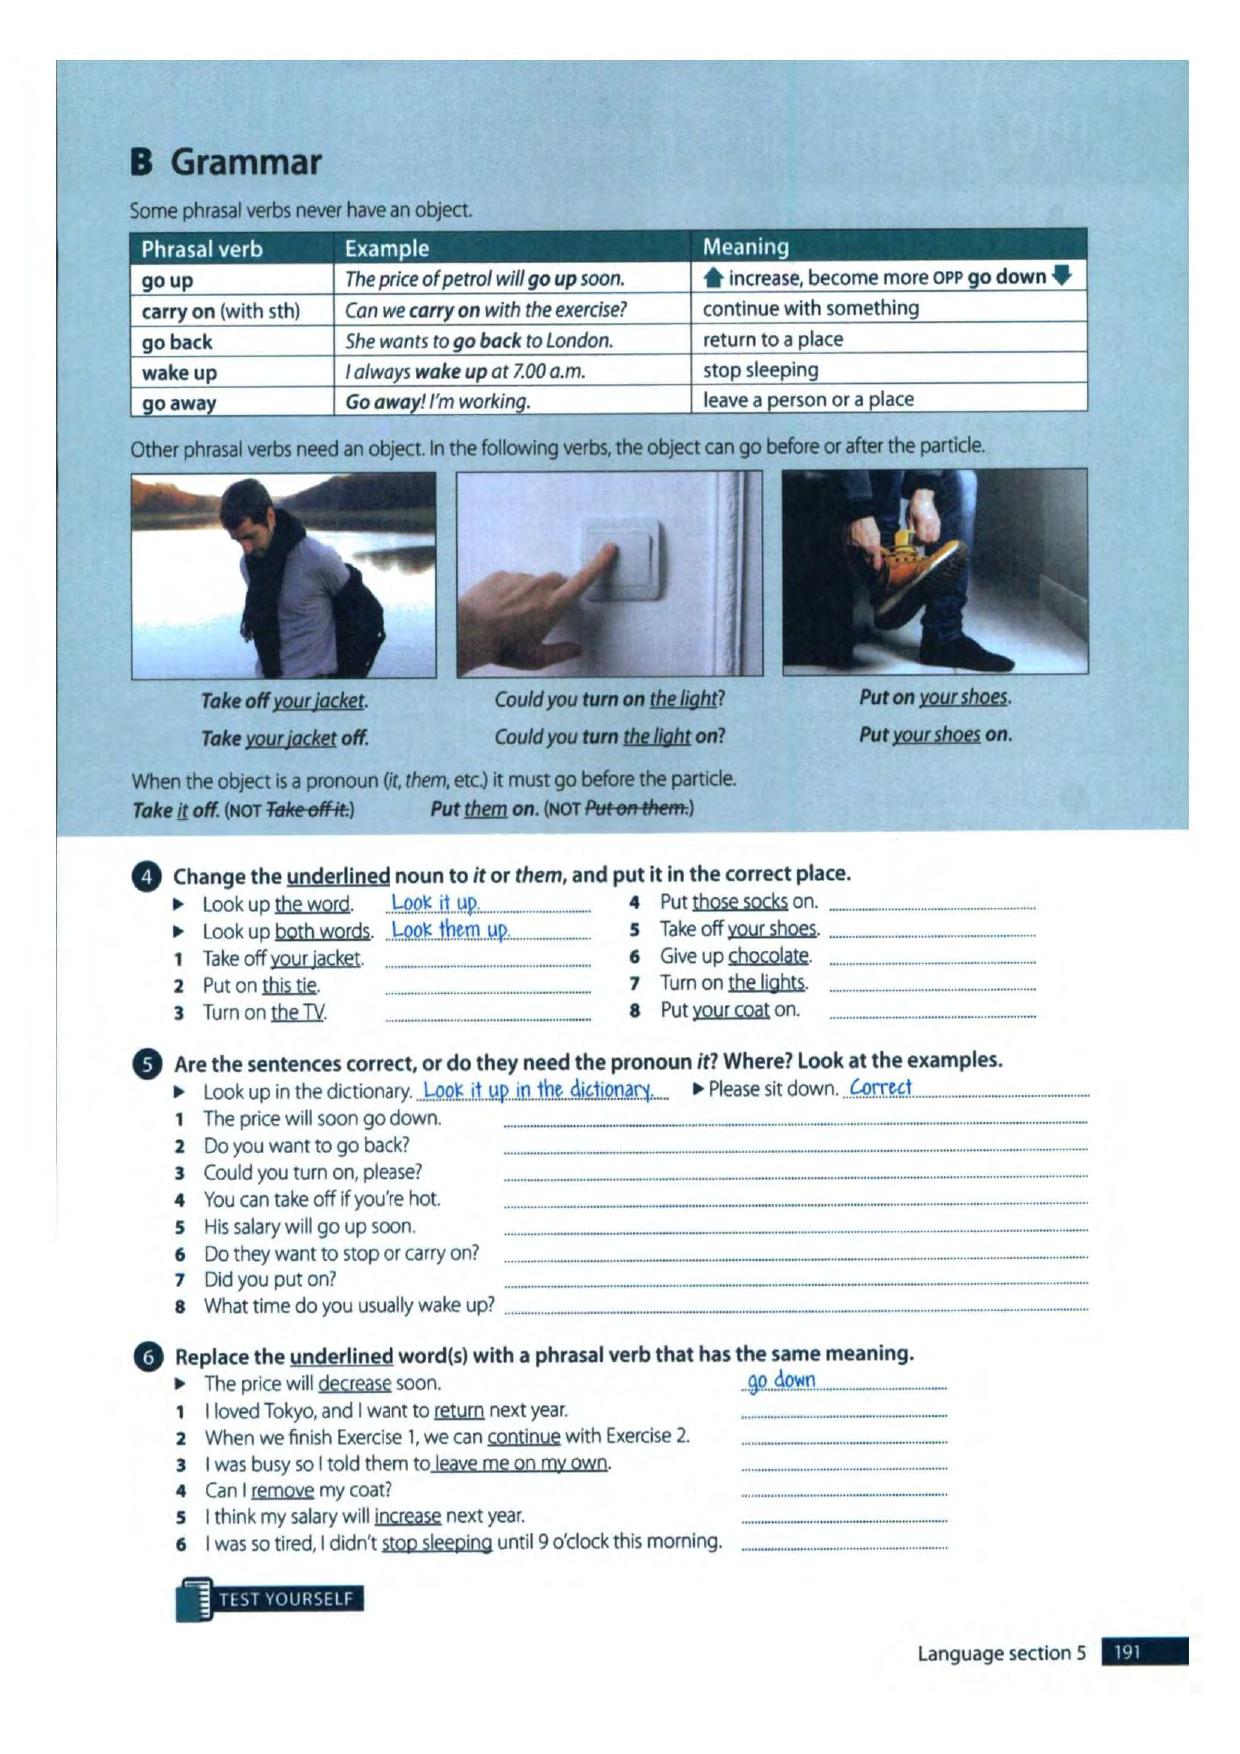 B Grammar
Some phrasal verbs never have an object.
Phrasal verb Example Meaning
go up The price of petrol will go up soon. increase, become more OPP go down
carry on (with sth) Can we carry on with the exercise? continue with something
go back She wants to go back to London. return to a place
wake up I always wake up at 7.00 a.m. stop sleeping
go away Go away! I'm working. leave a person or a place
Other phrasal verbs need an object. In the following verbs, the object can go before or after the particle.
Take off your jacket. Could you turn on the light? Put on your shoes.
Take your jacket off. Could you turn the light on? Put your shoes on.
When the object is a pronoun (it, them, etc.) it must go before the particle.
Take it off. (NOT Take off it.) Put them on. (NOT Put on them.)
4 Change the underlined noun to it or them, and put it in the correct place.
Look up the word. Look it up. 4 Put those socks on.
Look up both words. Look them up. 5 Take off your shoes.
1 Take off your jacket. 6 Give up chocolate.
2 Put on this tie. 7 Turn on the lights.
3 Turn on the TV. 8 Put your coat on.
5 Are the sentences correct, or do they need the pronoun it? Where? Look at the examples.
Look up in the dictionary. Look it up in the dictionary. Please sit down. Correct
1 The price will soon go down.
2 Do you want to go back?
3 Could you turn on, please?
4 You can take off if you're hot.
5 His salary will go up soon.
6 Do they want to stop or carry on?
7 Did you put on?
8 What time do you usually wake up?
6 Replace the underlined word(s) with a phrasal verb that has the same meaning.
The price will decrease soon. go down
1 I loved Tokyo, and I want to return next year.
2 When we finish Exercise 1, we can continue with Exercise 2.
3 I was busy so I told them to leave me on my own.
4 Can I remove my coat?
5 I think my salary will increase next year.
6 I was so tired, I didn't stop sleeping until 9 o'clock this morning.
TEST YOURSELF
Language section 5 191